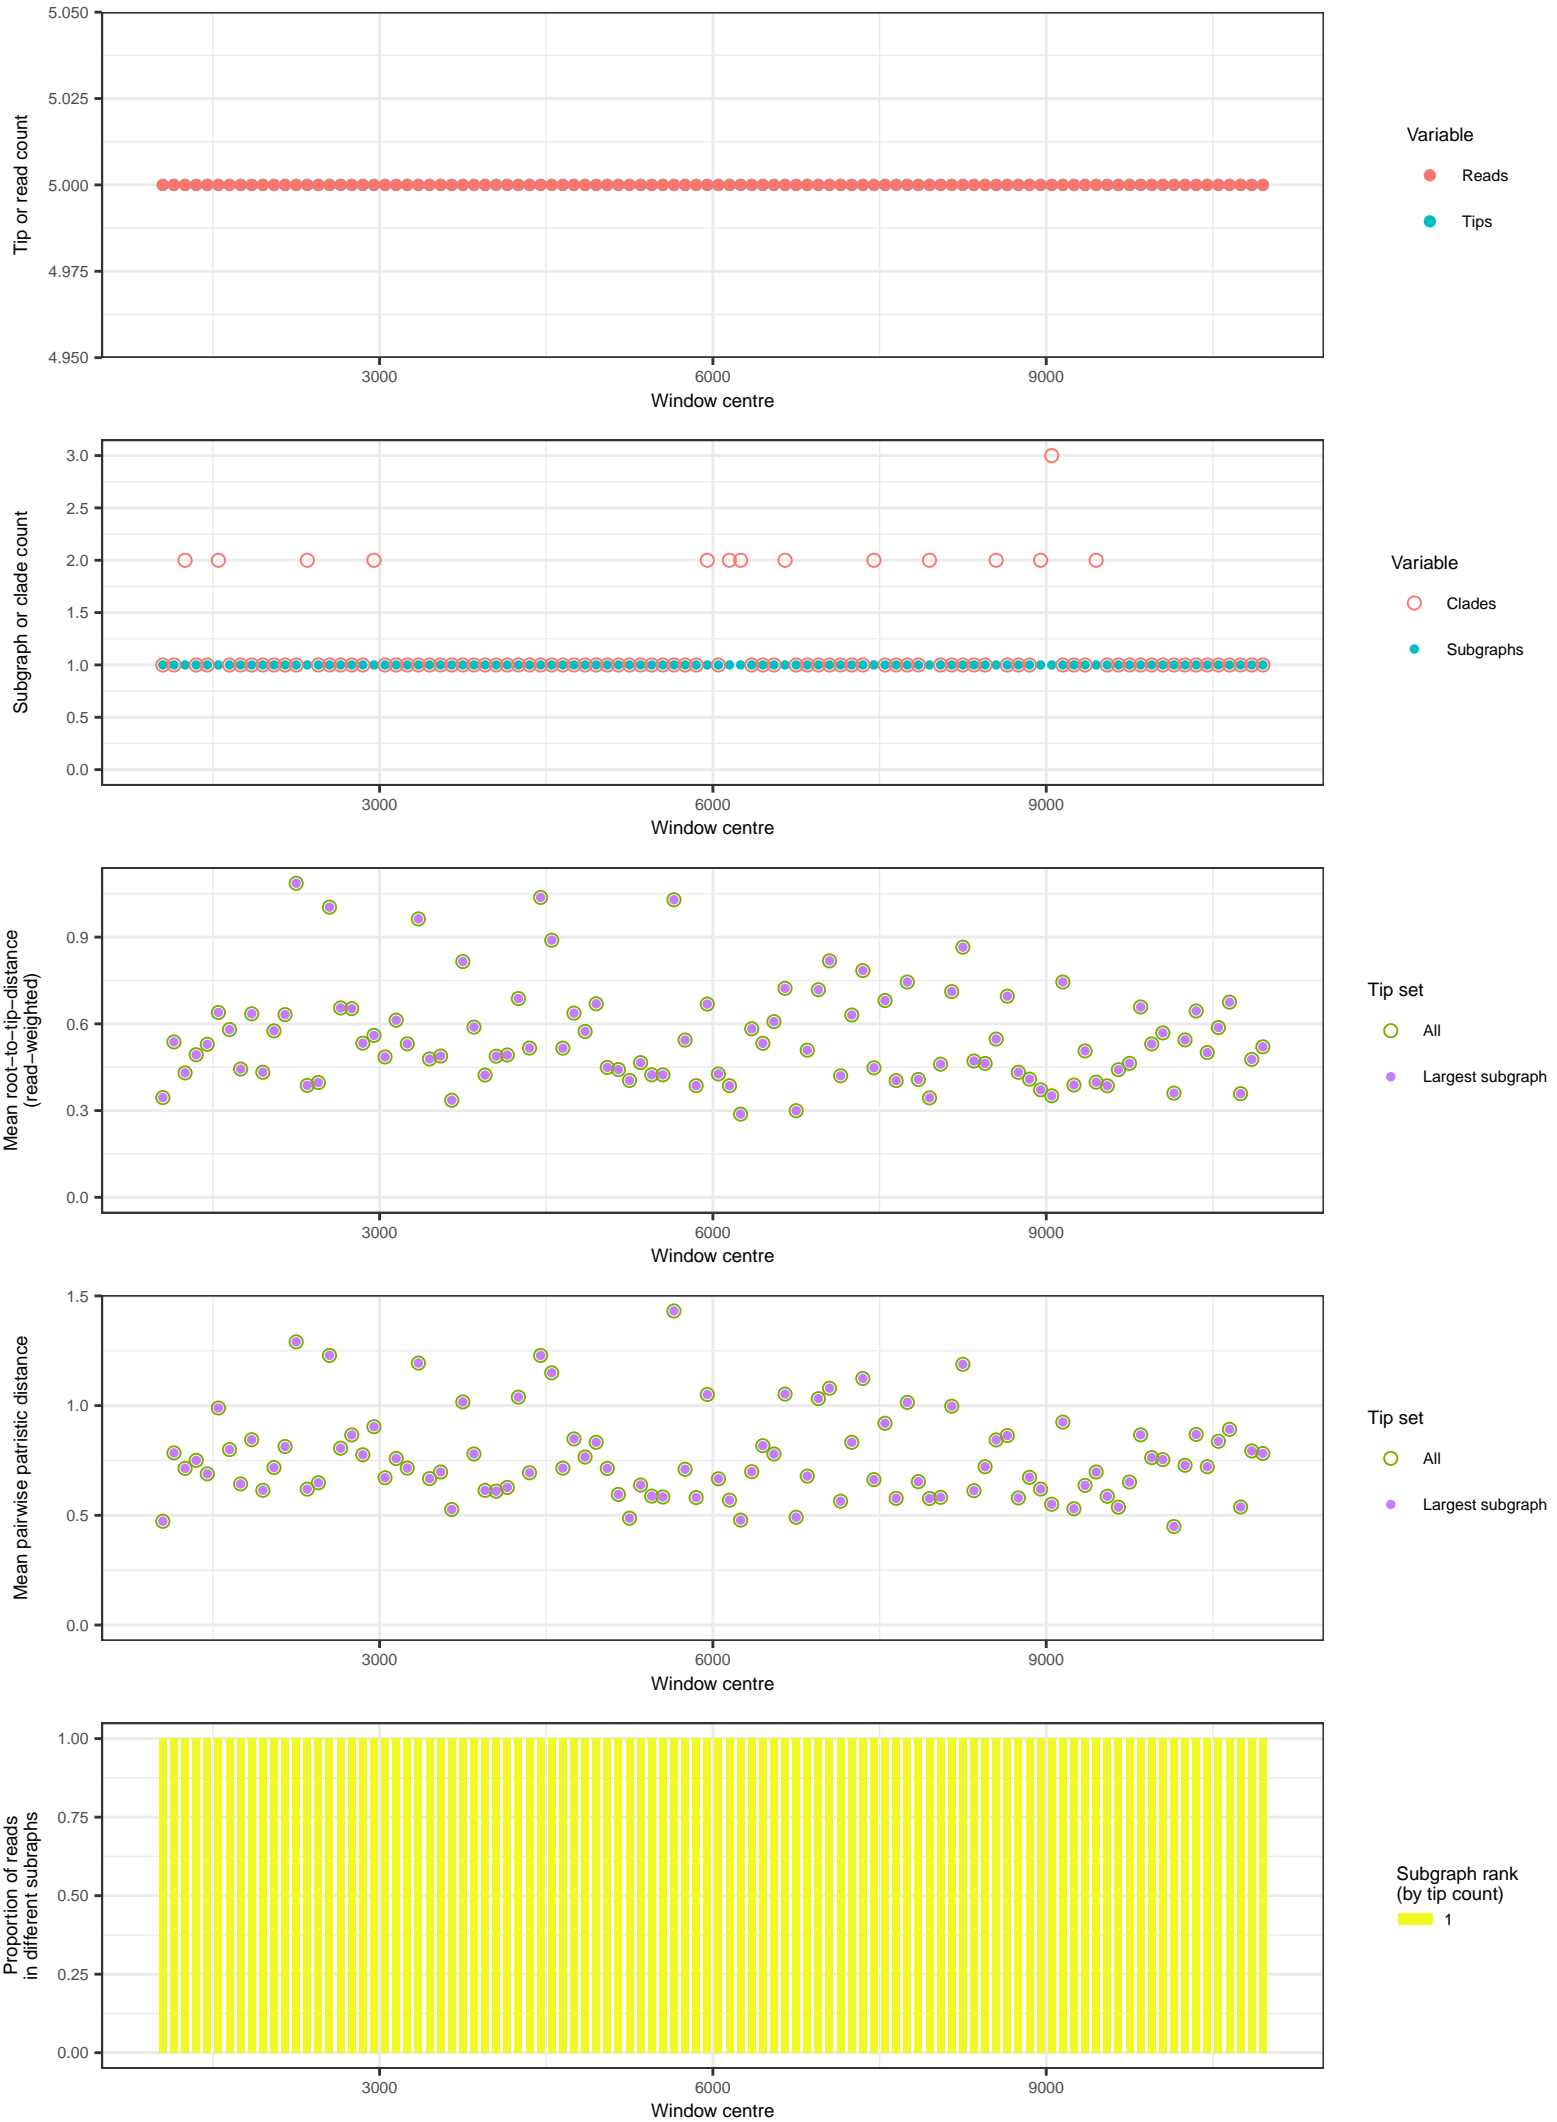 5.050
5.025
5.000
4.975
4.950
Tip or read count
3000 6000 9000
Window centre
Variable
Reads
Tips
3.0
2.5
2.0
1.5
1.0
0.5
0.0
Subgraph or clade count
3000 6000 9000
Window centre
Variable
Clades
Subgraphs
0.9
0.6
0.3
0.0
Mean root−to−tip−distance
(read−weighted)
3000 6000 9000
Window centre
Tip set
All
Largest subgraph
1.5
1.0
0.5
0.0
Mean pairwise patristic distance
3000 6000 9000
Window centre
Tip set
All
Largest subgraph
1.00
0.75
0.50
0.25
0.00
Proportion of reads
in different subraphs
3000 6000 9000
Window centre
Subgraph rank
(by tip count)
1